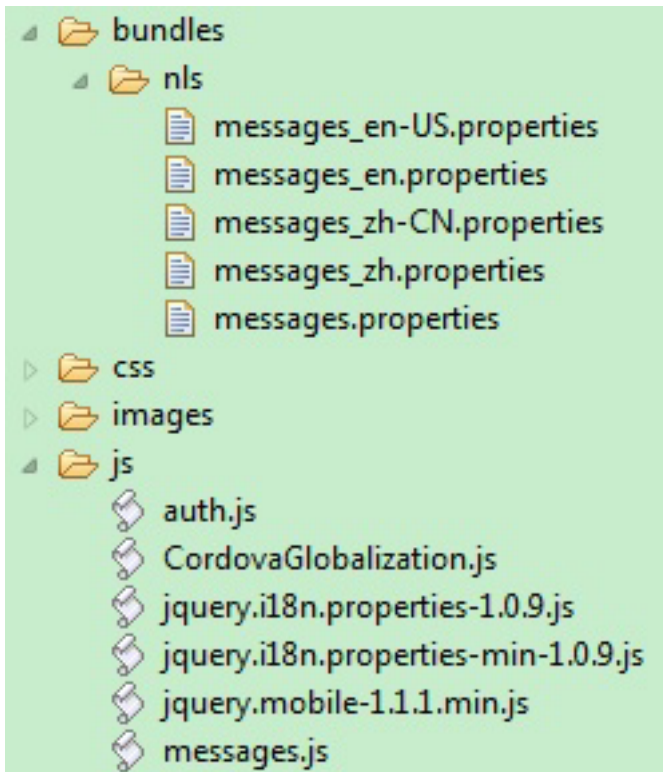 bundles
nls
messages_en-US.properties
messages_en.properties
messages_zh-CN.properties
messages_zh.properties
messages.properties
css
images
js
auth.js
CordovaGlobalization.js
jquery.i18n.properties-1.0.9.js
jquery.i18n.properties-min-1.0.9.js
jquery.mobile-1.1.1.min.js
messages.js